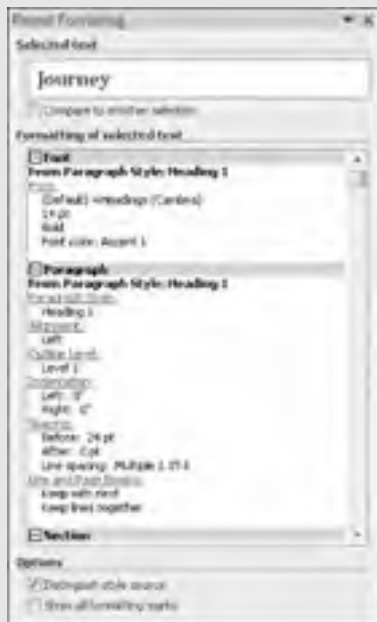 Reveal Formatting
Selected text
Journey
Compare to another selection
Formatting of selected text
Font
From Paragraph Style: Heading 1
Font:
(Default) +Headings (Cambria)
14 pt
Bold
Font color: Accent 1
Paragraph
From Paragraph Style: Heading 1
Paragraph Style:
Heading 1
Alignment:
Left
Outline Level:
Level 1
Indentation:
Left: 0"
Right: 0"
Spacing:
Before: 24 pt
After: 0 pt
Line spacing: Multiple
Line and Page Breaks:
Keep with next
Keep lines together
Section
Options
Distinguish style source
Show all formatting marks